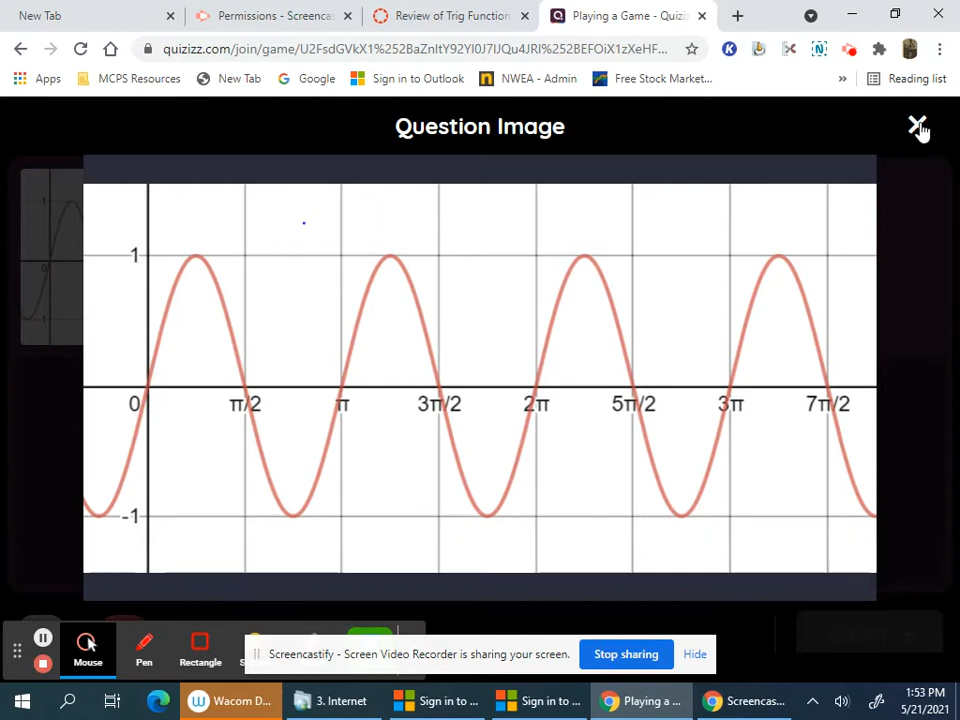 New Tab
Permissions - Screencas
Review of Trig Function
Playing a Game - Quiziz
quizizz.com/join/game/U2FsdGVkX1%252BaZnltY92Yl0J7lJQu4JRl%252BEFOiX1zXeHF...
Apps
MCPS Resources
New Tab
Google
Sign in to Outlook
NWEA - Admin
Free Stock Market...
»
Reading list
Question Image
1
0
π/2
π
3π/2
2π
5π/2
3π
7π/2
-1
Mouse
Pen
Rectangle
Screencastify - Screen Video Recorder is sharing your screen.
Stop sharing
Hide
Wacom D...
3. Internet
Sign in to ...
Sign in to ...
Playing a ...
Screencas...
1:53 PM
5/21/2021